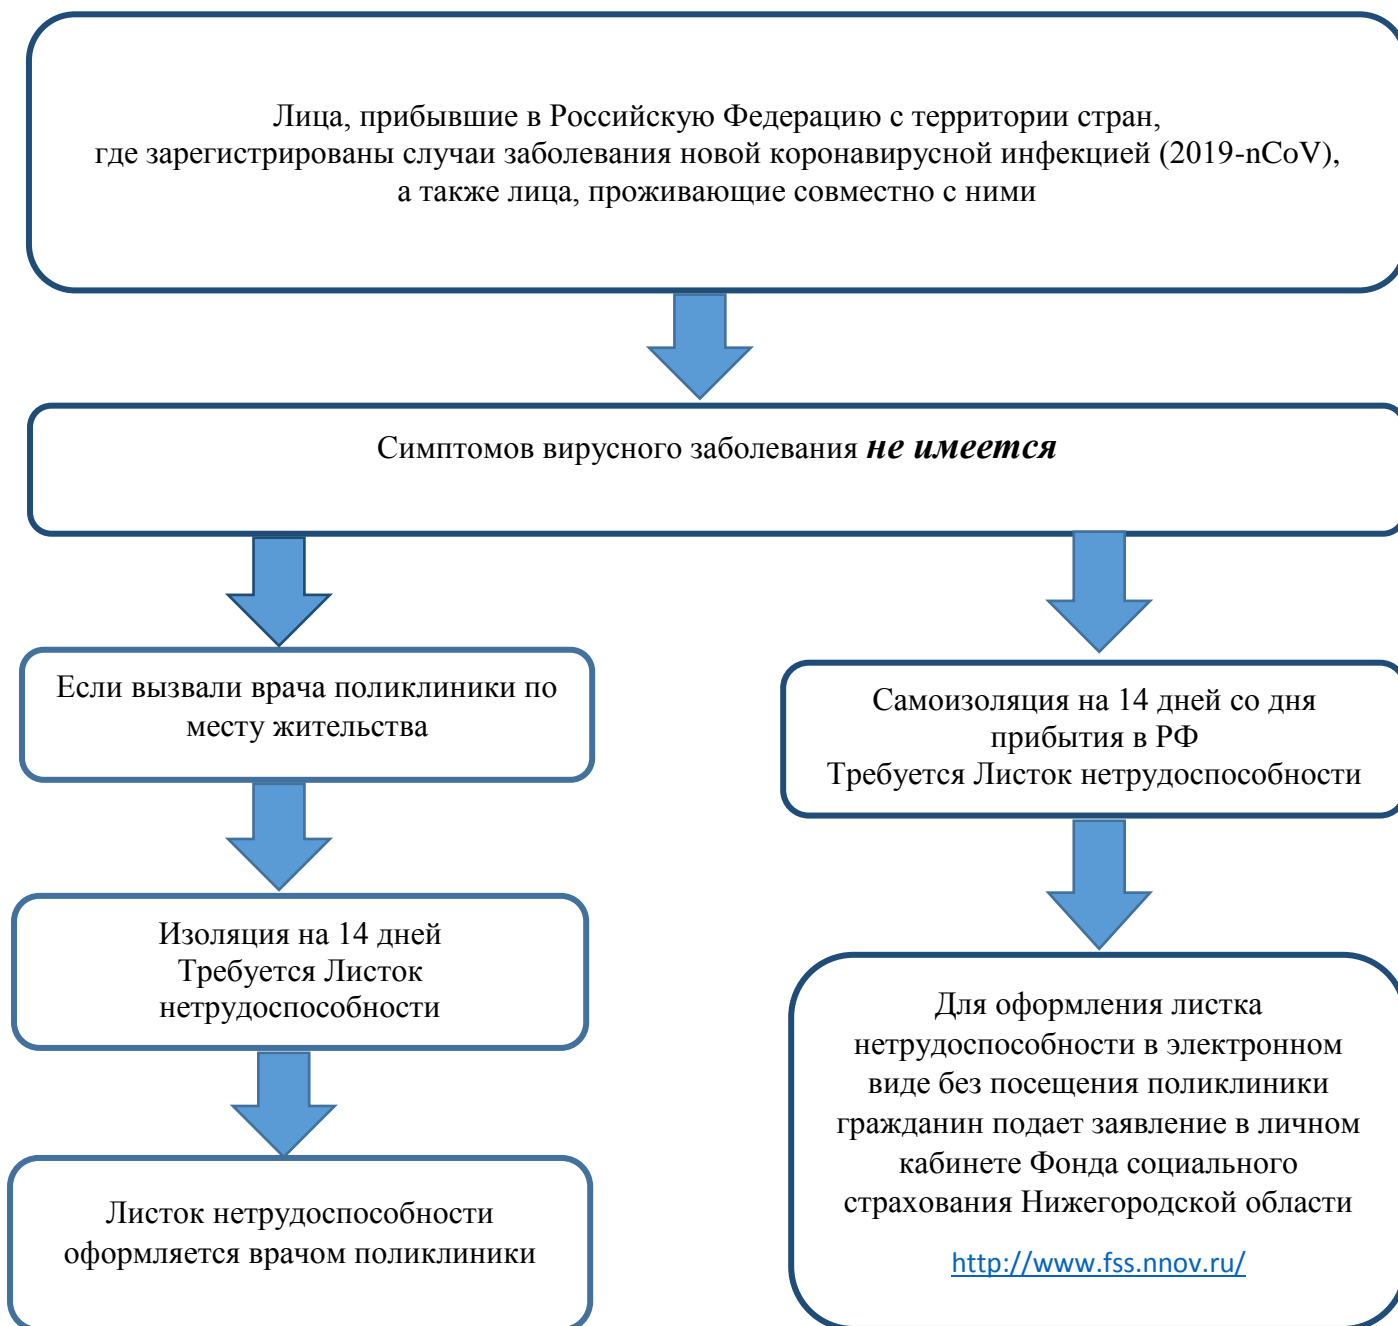 Лица, прибывшие в Российскую Федерацию с территории стран,
где зарегистрированы случаи заболевания новой коронавирусной инфекцией (2019-nCoV),
а также лица, проживающие совместно с ними
Симптомов вирусного заболевания не имеется
Если вызвали врача поликлиники по
месту жительства
Изоляция на 14 дней
Требуется Листок
нетрудоспособности
Листок нетрудоспособности
оформляется врачом поликлиники
Самоизоляция на 14 дней со дня
прибытия в РФ
Требуется Листок нетрудоспособности
Для оформления листка
нетрудоспособности в электронном
виде без посещения поликлиники
гражданин подает заявление в личном
кабинете Фонда социального
страхования Нижегородской области
http://www.fss.nnov.ru/